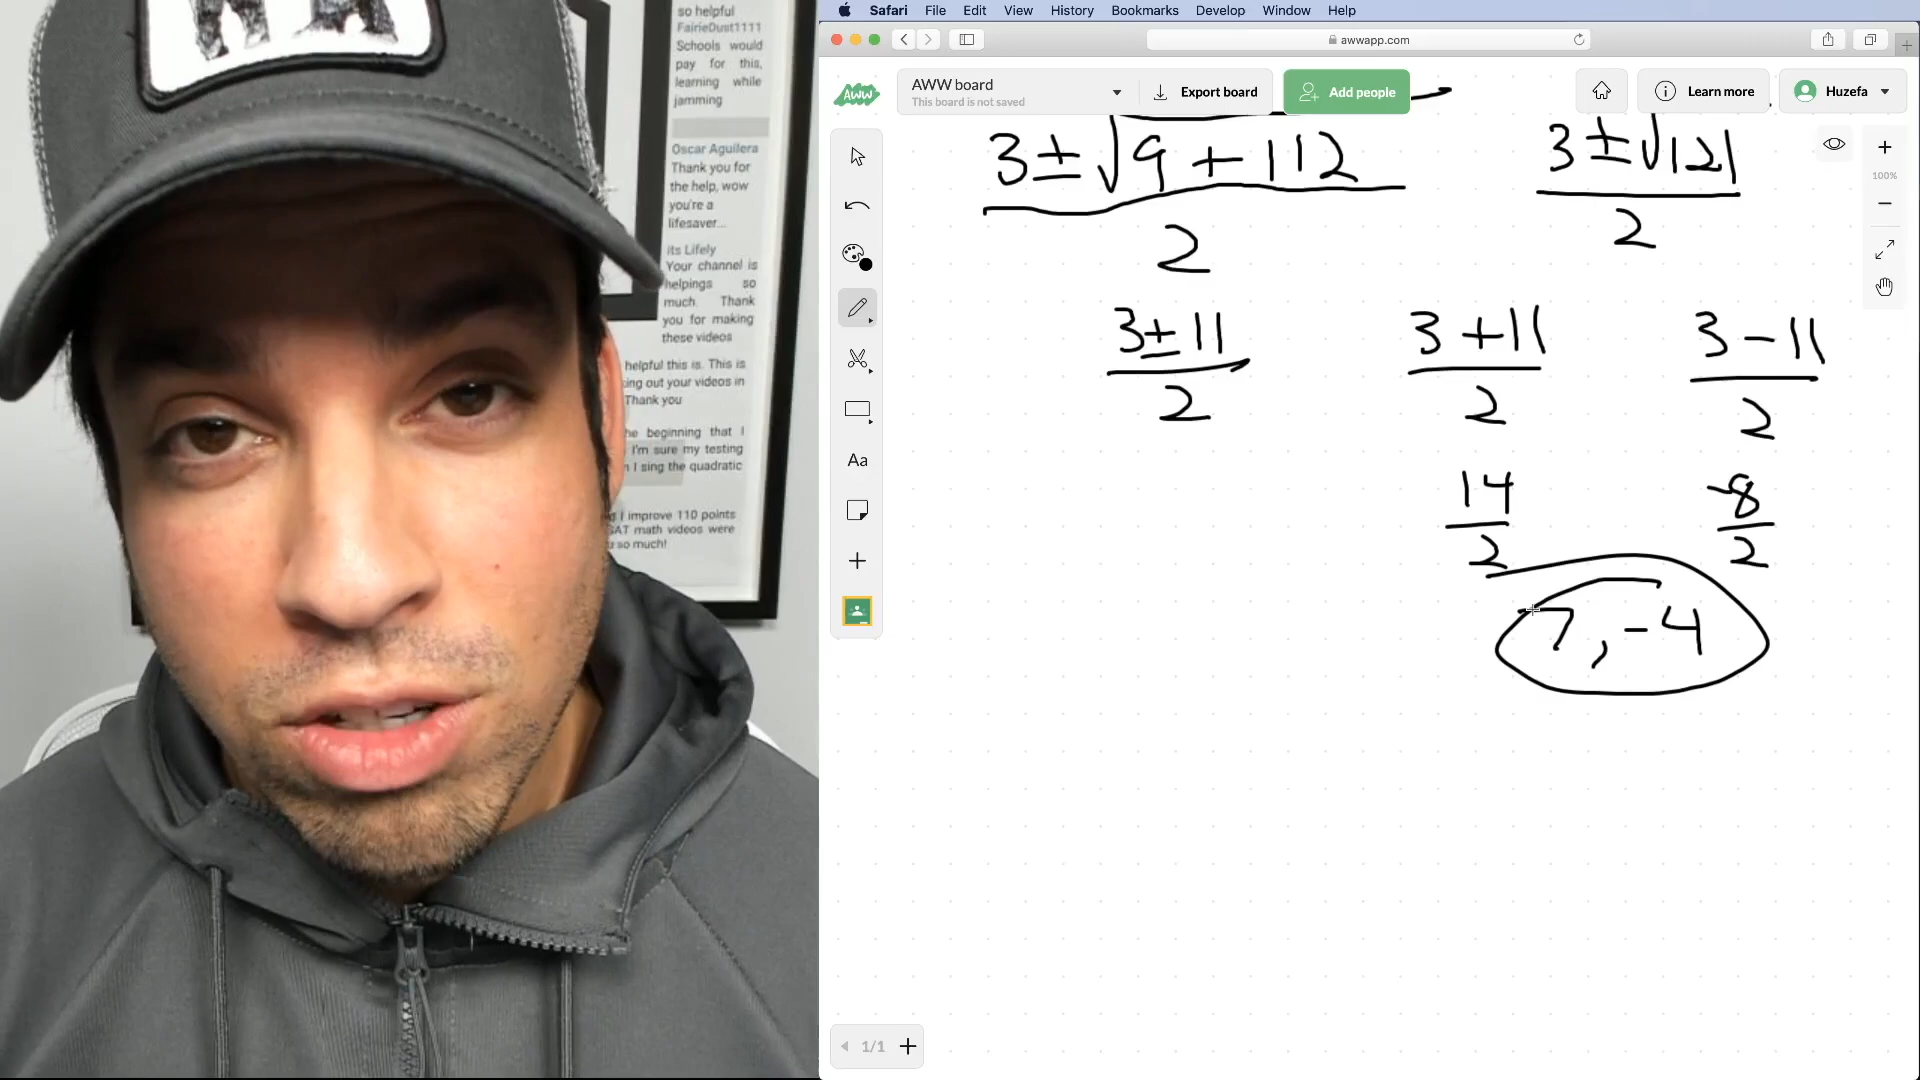 so helpful
FairieDust1111
Schools would
pay for this,
learning while
jamming
Oscar Aguilera
Thank you for
the help, wow
you're a
lifesaver...
its Lifely
Your channel is
helpings so
much. Thank
you for making
these videos
helpful this is. This is
out your videos in
Thank you
beginning that I
I'm sure my testing
I sing the quadratic
I improve 110 points
SAT math videos were
so much!
Safari File Edit View History Bookmarks Develop Window Help
awwapp.com
AWW
AWW board
This board is not saved
Export board
Add people
Learn more
Huzefa
100%
Aa
3 ± √9 + 112
2
3 ± √121
2
3 ± 11
2
3 + 11
2
3 - 11
2
14
2
-8
2
7, -4
1/1